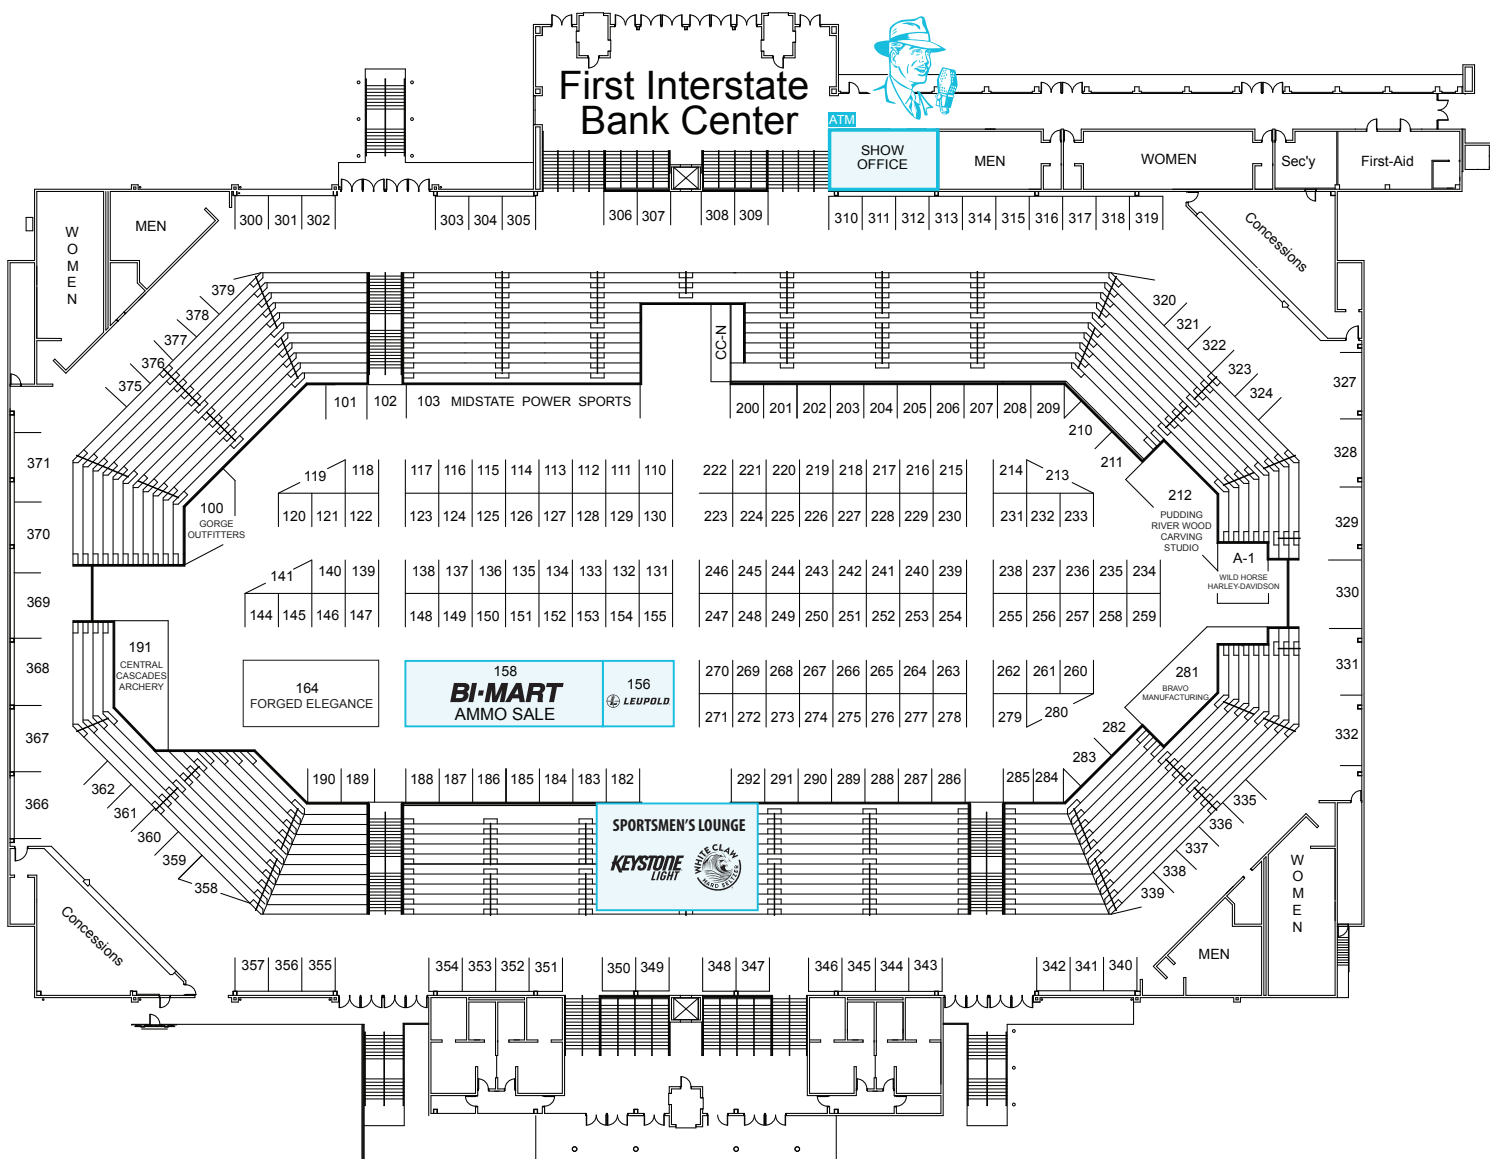 First Interstate
Bank Center
ATM
SHOW
OFFICE
MEN
WOMEN
Sec'y
First-Aid
300 301 302
303 304 305
306 307
308 309
310 311 312 313 314 315 316 317 318 319
WOMEN
MEN
Concessions
379
378
377
376
375
320
321
322
323
324
CC-N
101 102 103 MIDSTATE POWER SPORTS
200 201 202 203 204 205 206 207 208 209
210
211
327
328
329
330
331
332
371
370
369
368
367
366
100
GORGE
OUTFITTERS
119 118
117 116 115 114 113 112 111 110
222 221 220 219 218 217 216 215
214 213
120 121 122
123 124 125 126 127 128 129 130
223 224 225 226 227 228 229 230
231 232 233
212
PUDDING
RIVER WOOD
CARVING
STUDIO
A-1
WILD HORSE
HARLEY-DAVIDSON
141 140 139
138 137 136 135 134 133 132 131
246 245 244 243 242 241 240 239
238 237 236 235 234
144 145 146 147
148 149 150 151 152 153 154 155
247 248 249 250 251 252 253 254
255 256 257 258 259
191
CENTRAL
CASCADES
ARCHERY
164
FORGED ELEGANCE
158
BI-MART
AMMO SALE
156
LEUPOLD
270 269 268 267 266 265 264 263
262 261 260
271 272 273 274 275 276 277 278
279 280
281
BRAVO
MANUFACTURING
282
283
190 189
188 187 186 185 184 183 182
292 291 290 289 288 287 286
285 284
362
361
360
359
358
335
336
337
338
339
SPORTSMEN'S LOUNGE
KEYSTONE
LIGHT
WHITE CLAW
HARD SELTZER
Concessions
MEN
WOMEN
357 356 355
354 353 352 351
350 349
348 347
346 345 344 343
342 341 340